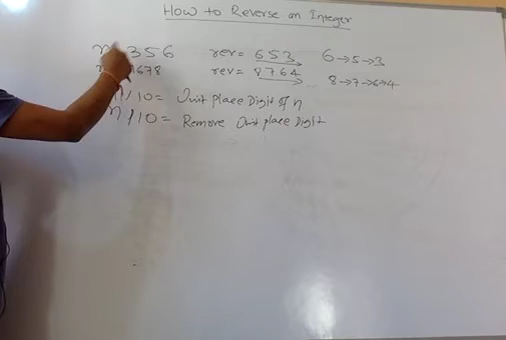 How to Reverse an Integer
n 356 rev = 653 6→5→3
678 rev = 8764 8→7→6→4
/ 10 = Unit place Digit of n
n / 10 = Remove Unit place Digit